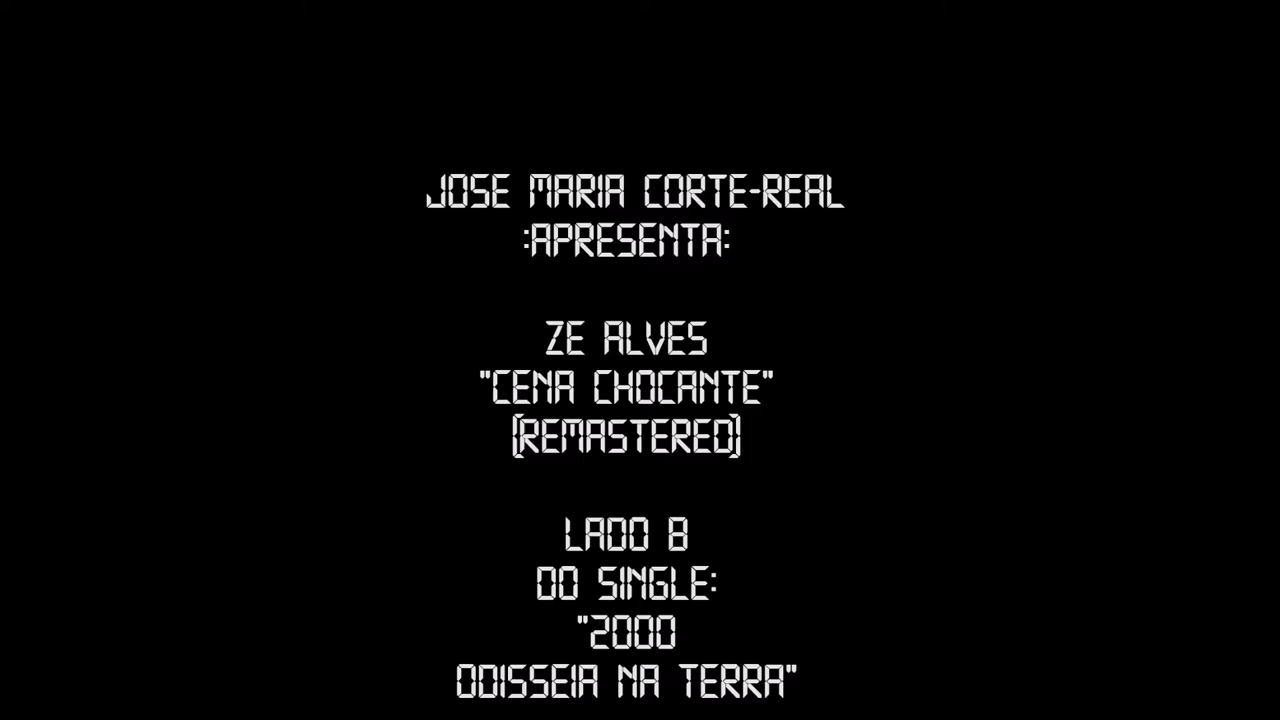 JOSE MARIA CORTE-REAL
:APRESENTA:
ZE ALVES
"CENA CHOCANTE"
(REMASTERED)
LADO B
DO SINGLE:
"2000
ODISSEIA NA TERRA"